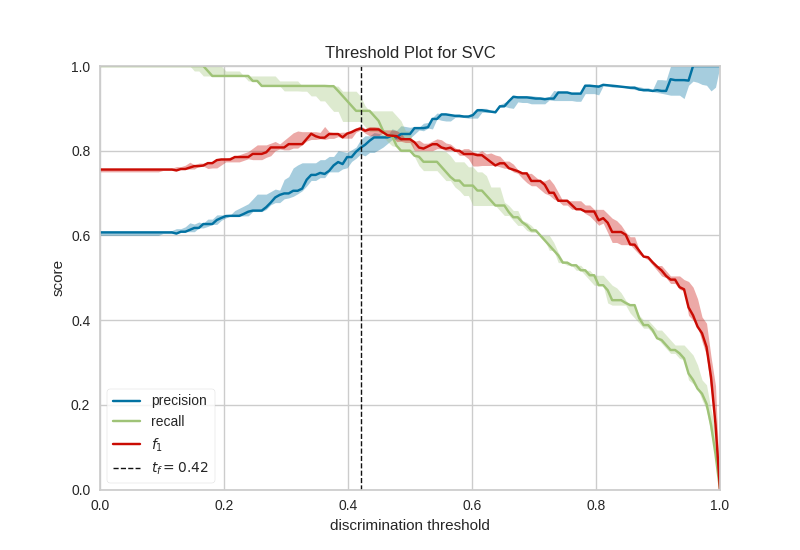 Threshold Plot for SVC
1.0
0.8
0.6
0.4
0.2
0.0
score
precision
recall
f₁
t_f = 0.42
0.0 0.2 0.4 0.6 0.8 1.0
discrimination threshold